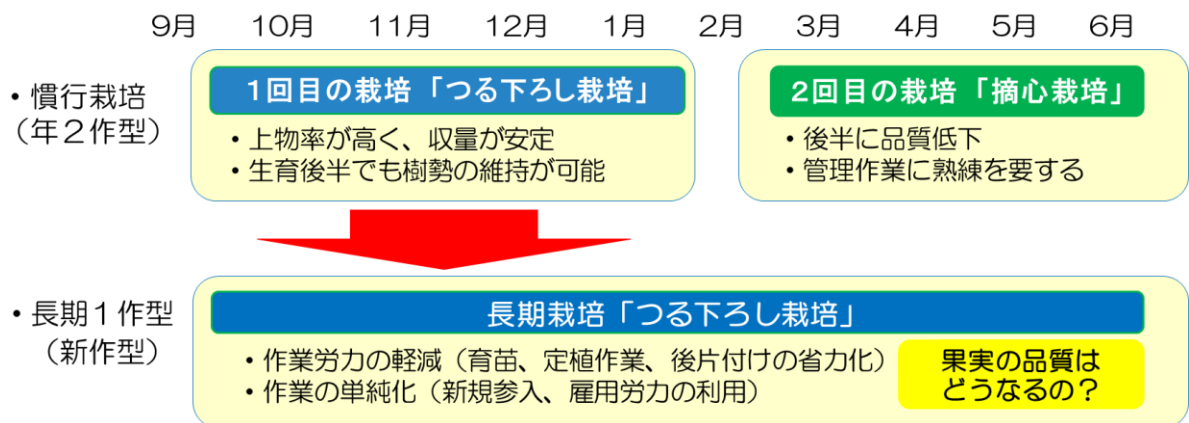 9月 10月 11月 12月 1月 2月 3月 4月 5月 6月
・慣行栽培
（年２作型）
1回目の栽培「つる下ろし栽培」
・上物率が高く、収量が安定
・生育後半でも樹勢の維持が可能
2回目の栽培「摘心栽培」
・後半に品質低下
・管理作業に熟練を要する
・長期１作型
（新作型）
長期栽培「つる下ろし栽培」
・作業労力の軽減（育苗、定植作業、後片付けの省力化）
・作業の単純化（新規参入、雇用労力の利用）
果実の品質は
どうなるの？